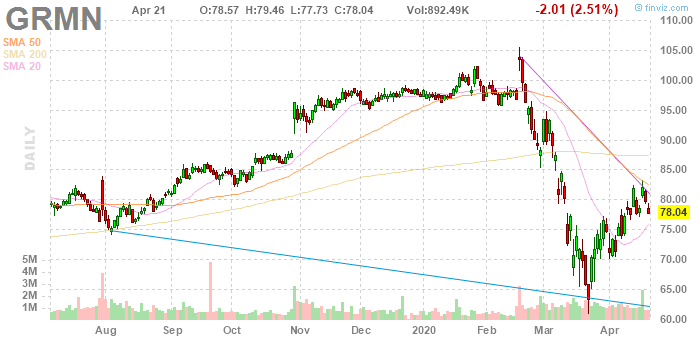 GRMN
Apr 21 O:78.57 H:79.46 L:77.73 C:78.04 Vol:892.49K -2.01 (2.51%)
© finviz.com
SMA 50
SMA 200
SMA 20
DAILY
110.00
105.00
100.00
95.00
90.00
85.00
80.00
78.04
75.00
70.00
65.00
60.00
5M
4M
3M
2M
1M
Aug Sep Oct Nov Dec 2020 Feb Mar Apr